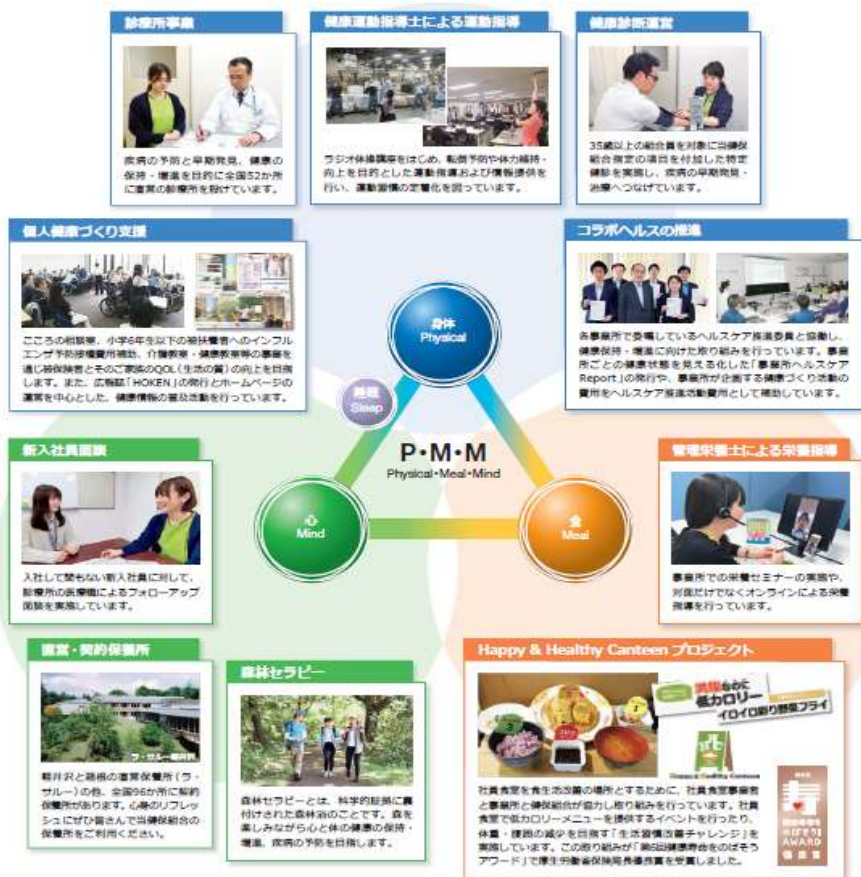 診療所事業
疾病の予防と早期発見、健康の
保持・増進を目的に全国52か所
に直営の診療所を設けています。
健康運動指導士による運動指導
ラジオ体操講座をはじめ、転倒予防や体力維持・
向上を目的とした運動指導および情報提供を
行い、運動習慣の定着化を図っています。
健康診断運営
35歳以上の組合員を対象に当健保
組合指定の項目を付加した特定
健診を実施し、疾病の早期発見・
治療へつなげています。
個人健康づくり支援
こころの相談室、小学6年生以下の被扶養者へのインフル
エンザ予防接種費用補助、介護教室・健康教室等の事業を
通じ被保険者とそのご家族のQOL(生活の質)の向上を目指
します。また、広報誌「HOKEN」の発行とホームページの
運営を中心とした、健康情報の普及活動を行っています。
コラボヘルスの推進
各事業所で委嘱しているヘルスケア推進委員と協働し、
健康保持・増進に向けた取り組みを行っています。事業
所ごとの健康状態を見える化した「事業所ヘルスケア
Report」の発行や、事業所が企画する健康づくり活動の
費用をヘルスケア推進活動費用として補助しています。
身体
Physical
睡眠
Sleep
P・M・M
Physical・Meal・Mind
心
Mind
食
Meal
新入社員面談
入社して間もない新入社員に対して、
診療所の医療職によるフォローアップ
面談を実施しています。
管理栄養士による栄養指導
事業所での栄養セミナーの実施や、
対面だけでなくオンラインによる栄養
指導を行っています。
直営・契約保養所
ラ・サルー軽井沢
軽井沢と箱根の直営保養所(ラ・
サルー)の他、全国96か所に契約
保養所があります。心身のリフレッ
シュにぜひ皆さんで当健保組合の
保養所をご利用ください。
森林セラピー
森林セラピーとは、科学的証拠に裏
付けされた森林浴のことです。森を
楽しみながら心と体の健康の保持・
増進、疾病の予防を目指します。
Happy & Healthy Canteen プロジェクト
満腹なのに
低カロリー
イロイロ彩り野菜フライ
Happy & Healthy Canteen
社員食堂を食生活改善の場所とするために、社員食堂事業者
と事業所と健保組合が協力し取り組みを行っています。社員
食堂で低カロリーメニューを提供するイベントを行ったり、
体重・腹囲の減少を目指す「生活習慣改善チャレンジ」を
実施しています。この取り組みが「第6回健康寿命をのばそう
アワード」で厚生労働省保険局長優良賞を受賞しました。
寿
健康寿命を
のばそう
AWARD
優良賞